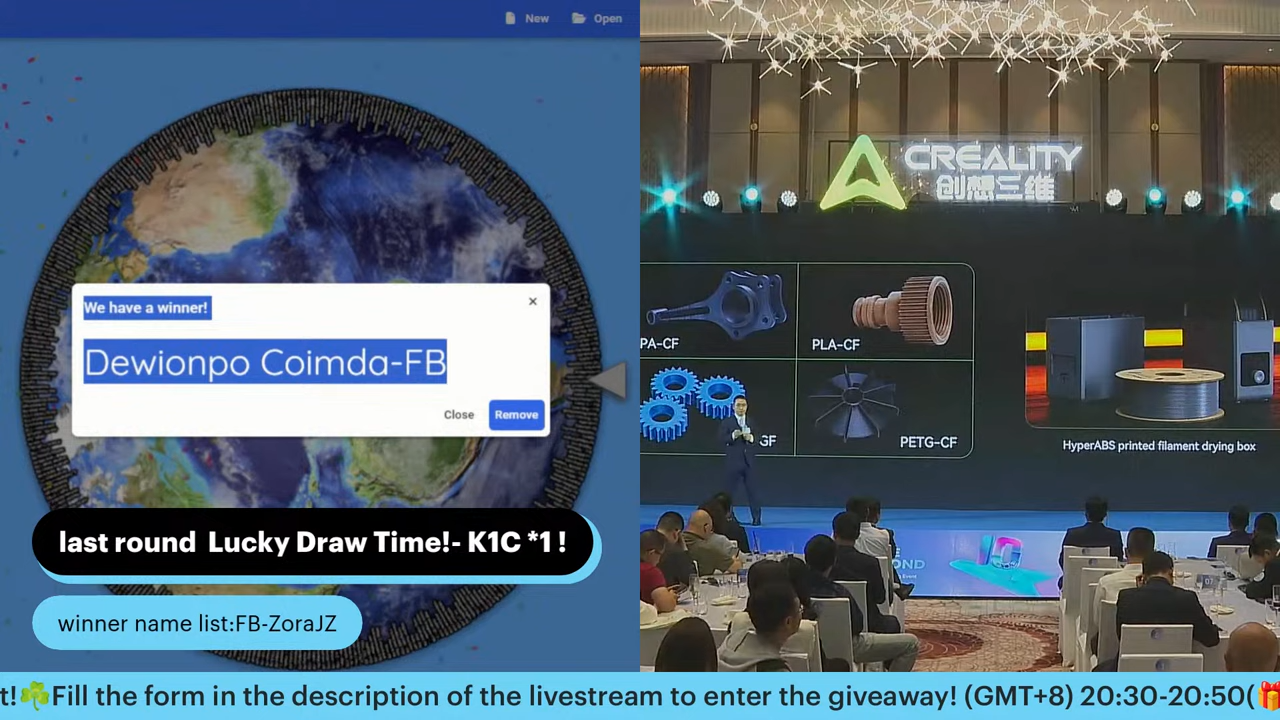 New
Open
We have a winner!
Dewionpo Coimda-FB
Close
Remove
last round Lucky Draw Time!- K1C *1 !
winner name list:FB-ZoraJZ
CREALITY
创想三维
PA-CF
PLA-CF
GF
PETG-CF
HyperABS printed filament drying box
07
t!☘️Fill the form in the description of the livestream to enter the giveaway! (GMT+8) 20:30-20:50(🎁